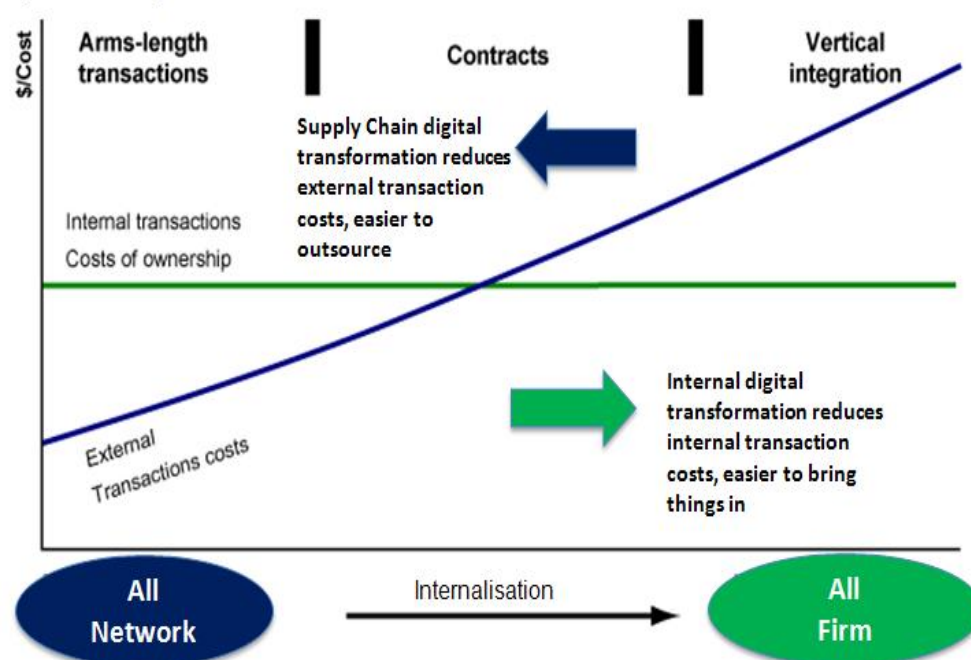 $/Cost
Arms-length
transactions
Contracts
Vertical
integration
Supply Chain digital
transformation reduces
external transaction
costs, easier to
outsource
Internal transactions
Costs of ownership
External
Transactions costs
Internal digital
transformation reduces
internal transaction
costs, easier to bring
things in
All
Network
Internalisation
All
Firm